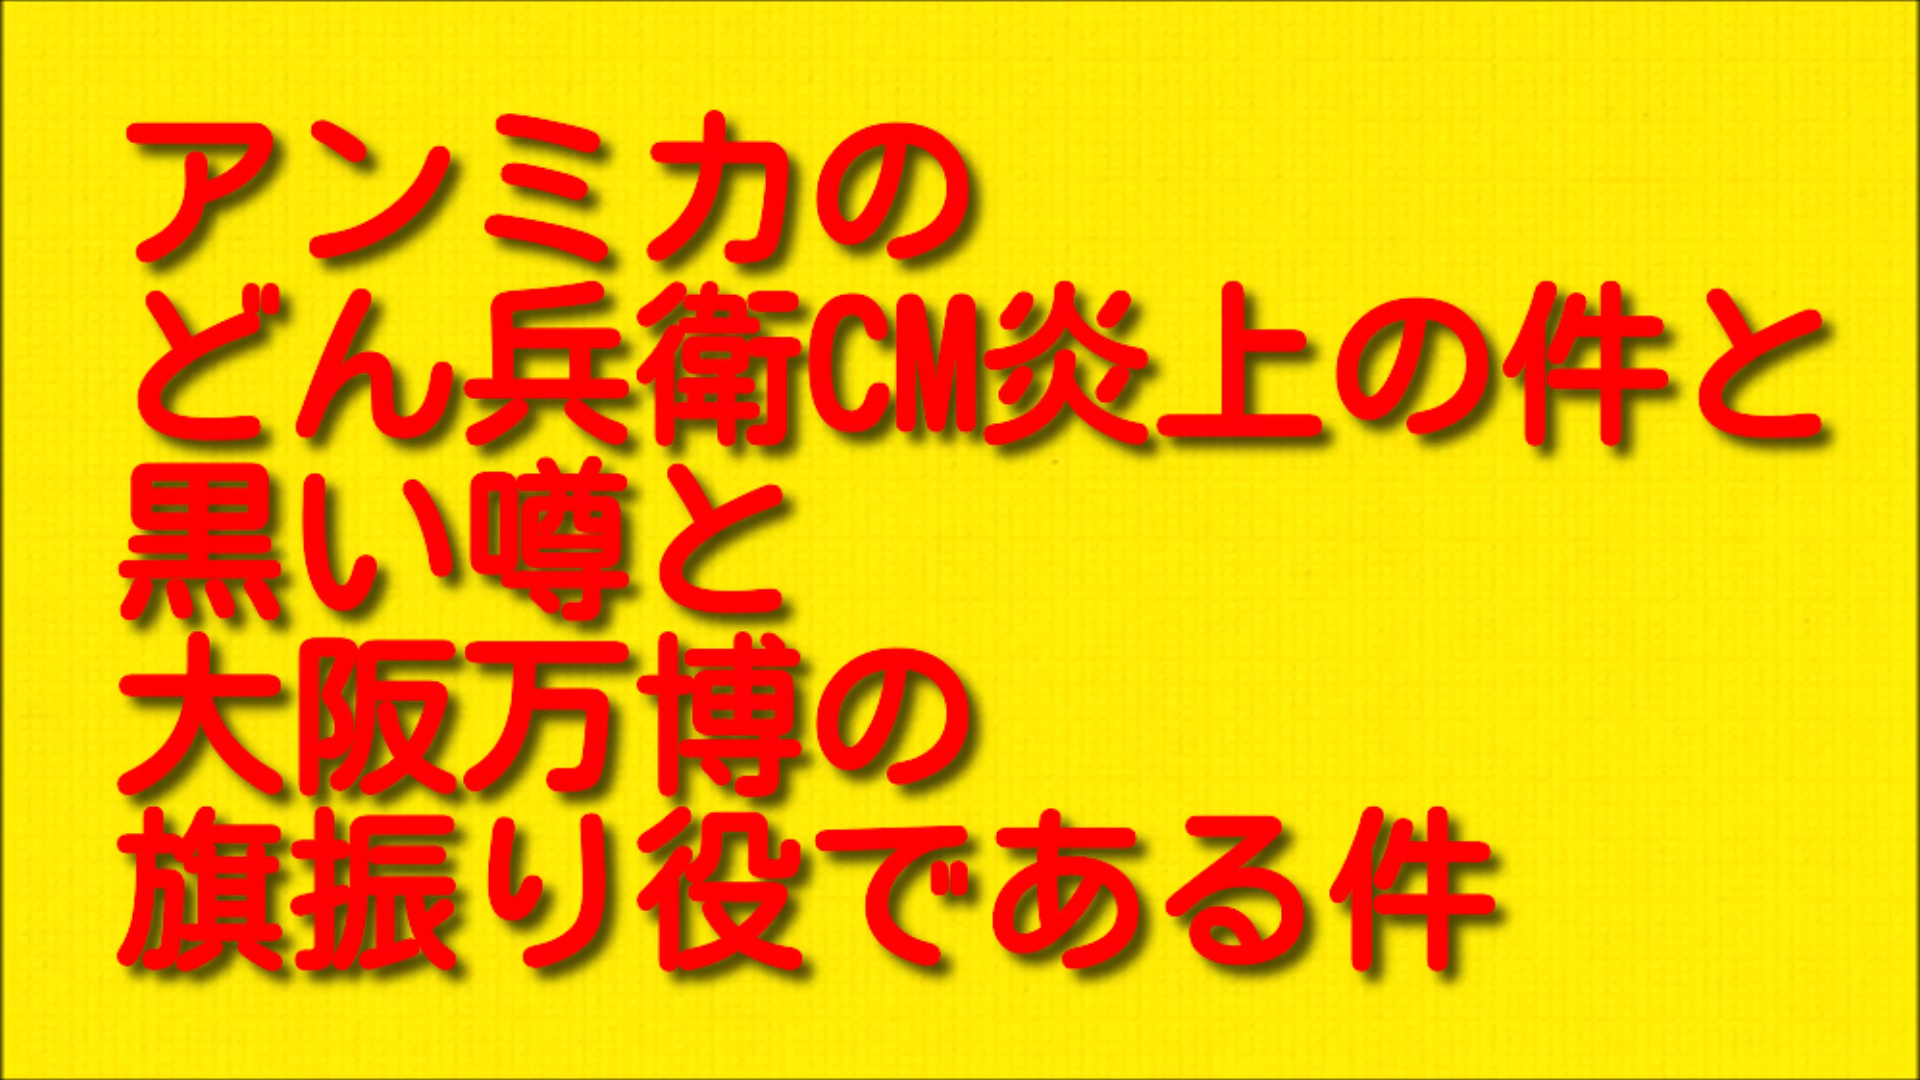 アンミカの
どん兵衛CM炎上の件と
黒い噂と
大阪万博の
旗振り役である件